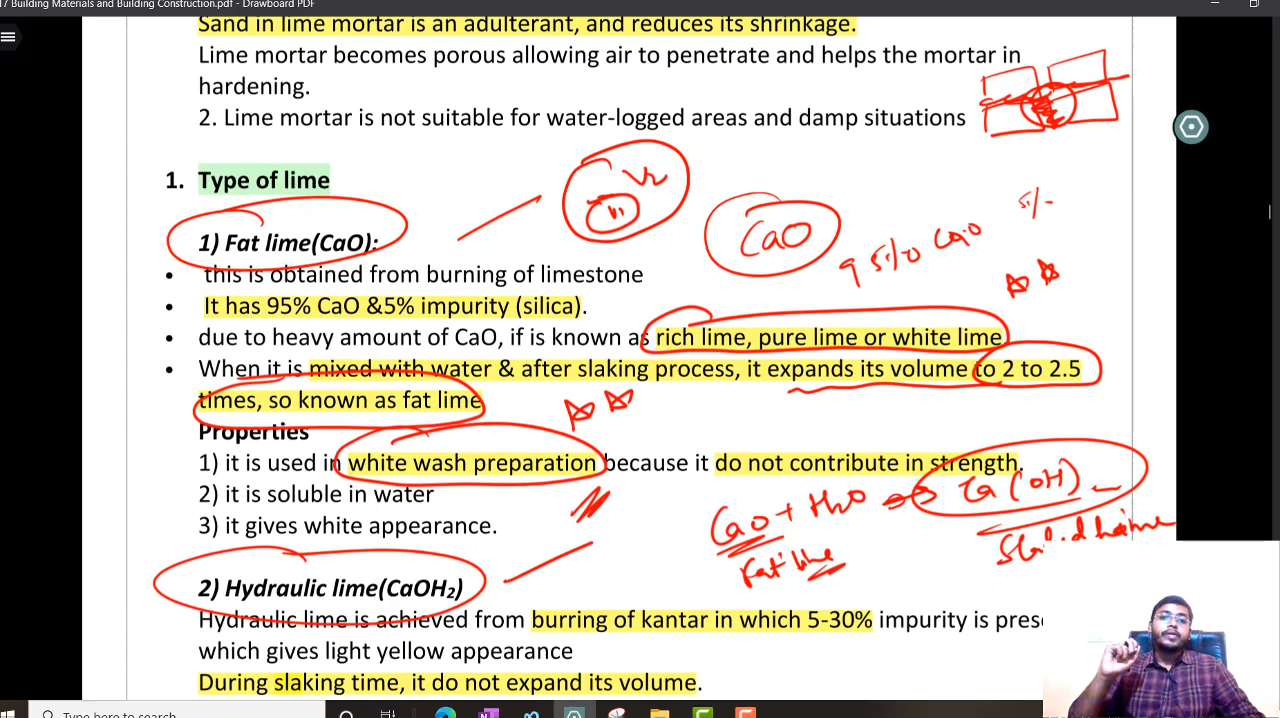 17 Building Materials and Building Construction.pdf - Drawboard PDF
Sand in lime mortar is an adulterant, and reduces its shrinkage.
Lime mortar becomes porous allowing air to penetrate and helps the mortar in
hardening.
2. Lime mortar is not suitable for water-logged areas and damp situations
1. Type of lime
1) Fat lime(CaO):
CaO
95% CaO
5%
• this is obtained from burning of limestone
• It has 95% CaO &5% impurity (silica).
• due to heavy amount of CaO, if is known as rich lime, pure lime or white lime
• When it is mixed with water & after slaking process, it expands its volume to 2 to 2.5
times, so known as fat lime
Properties
1) it is used in white wash preparation because it do not contribute in strength.
2) it is soluble in water
3) it gives white appearance.
CaO + H2O → Ca(OH)
Fat lime
2) Hydraulic lime(CaOH2)
Hydraulic lime is achieved from burring of kantar in which 5-30% impurity is prese
which gives light yellow appearance
During slaking time, it do not expand its volume.
Type here to search